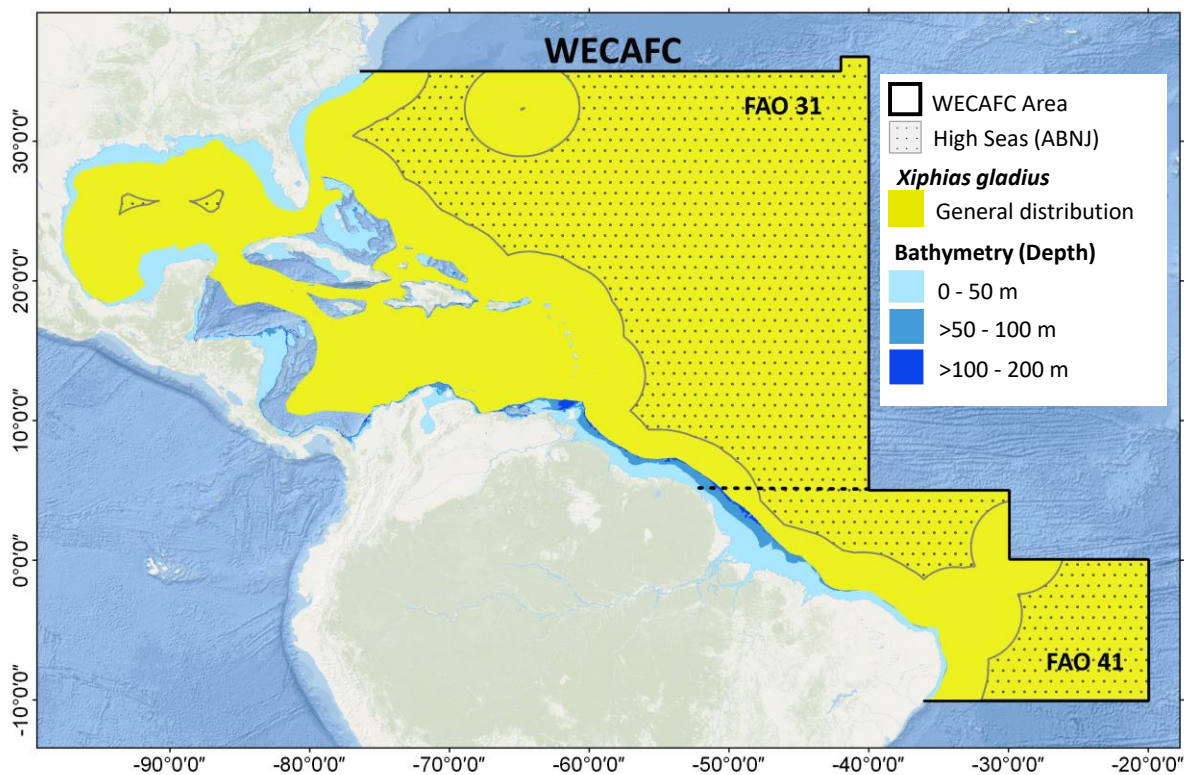 WECAFC
FAO 31
WECAFC Area
High Seas (ABNJ)
Xiphias gladius
General distribution
Bathymetry (Depth)
0 - 50 m
>50 - 100 m
>100 - 200 m
FAO 41
30°0'0"
20°0'0"
10°0'0"
0°0'0"
-10°0'0"
-90°0'0"
-80°0'0"
-70°0'0"
-60°0'0"
-50°0'0"
-40°0'0"
-30°0'0"
-20°0'0"